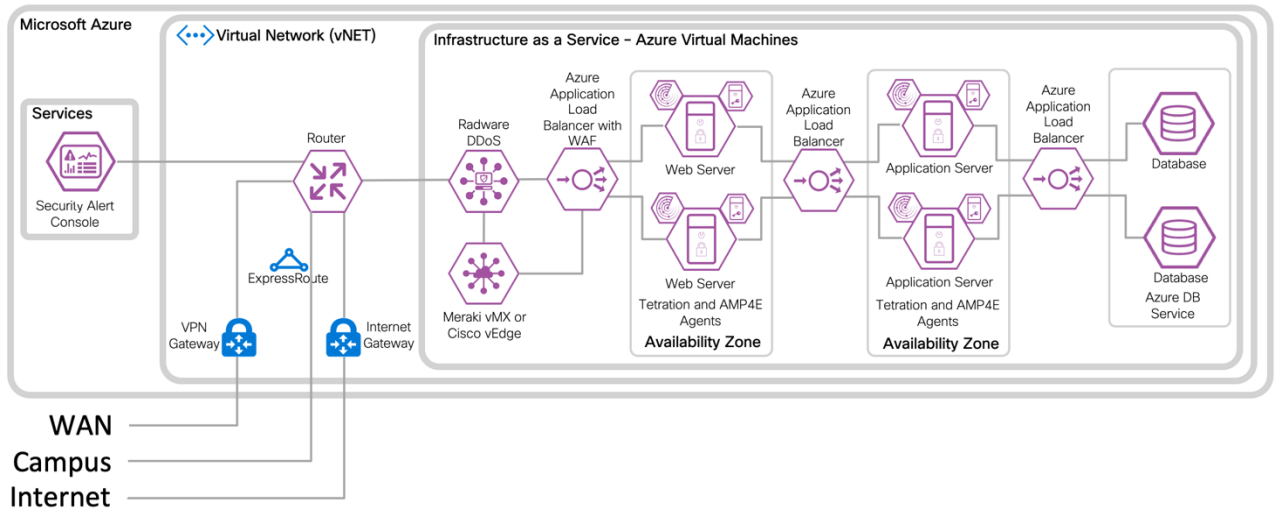 Microsoft Azure
Virtual Network (vNET)
Infrastructure as a Service – Azure Virtual Machines
Services
Security Alert
Console
Router
ExpressRoute
VPN
Gateway
Internet
Gateway
Radware
DDoS
Meraki vMX or
Cisco vEdge
Azure
Application
Load
Balancer with
WAF
Web Server
Web Server
Tetration and AMP4E
Agents
Availability Zone
Azure
Application
Load
Balancer
Application Server
Application Server
Tetration and AMP4E
Agents
Availability Zone
Azure
Application
Load
Balancer
Database
Database
Azure DB
Service
WAN
Campus
Internet